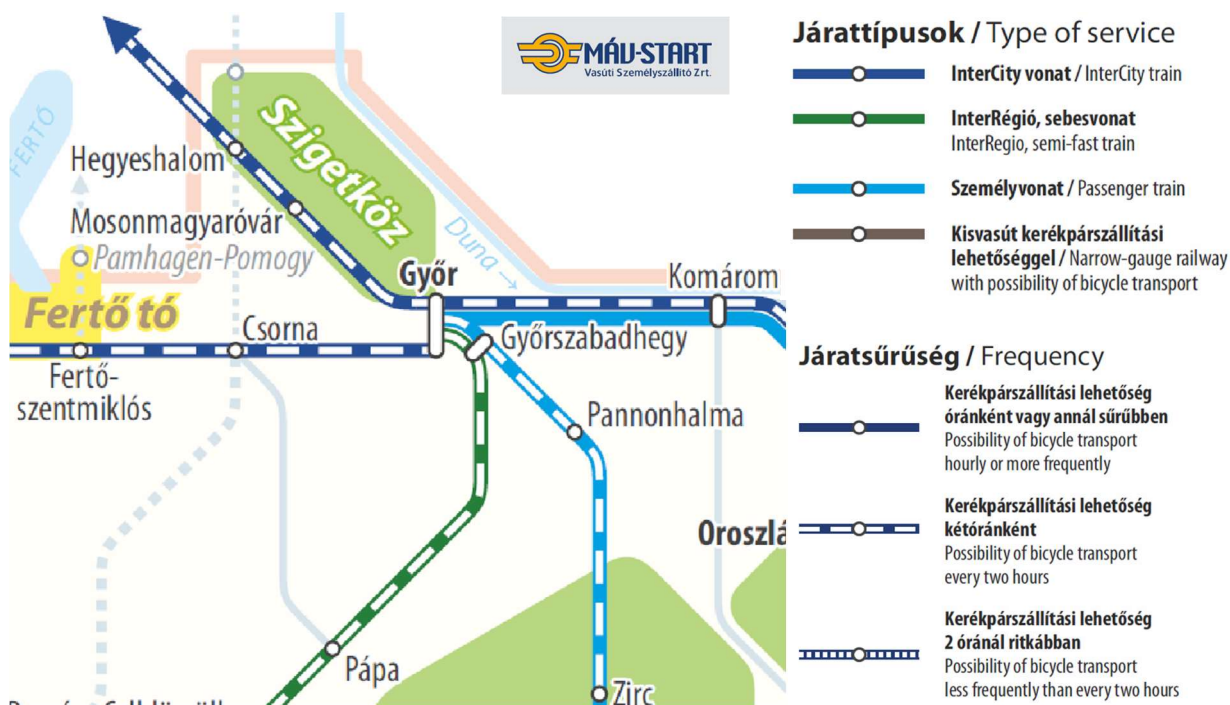 MÁV-START
Vasúti Személyszállító Zrt.
FERTŐ
Hegyeshalom
Szigetköz
Mosonmagyaróvár
Pamhagen-Pomogy
Duna →
Győr
Komárom
Fertő tó
Csorna
Győrszabadhegy
Fertő-
szentmiklós
Pannonhalma
Oroszlá
Pápa
Zirc
Járattípusok / Type of service
InterCity vonat / InterCity train
InterRégió, sebesvonat
InterRegio, semi-fast train
Személyvonat / Passenger train
Kisvasút kerékpárszállítási
lehetőséggel / Narrow-gauge railway
with possibility of bicycle transport
Járatsűrűség / Frequency
Kerékpárszállítási lehetőség
óránként vagy annál sűrűbben
Possibility of bicycle transport
hourly or more frequently
Kerékpárszállítási lehetőség
kétóránként
Possibility of bicycle transport
every two hours
Kerékpárszállítási lehetőség
2 óránál ritkábban
Possibility of bicycle transport
less frequently than every two hours